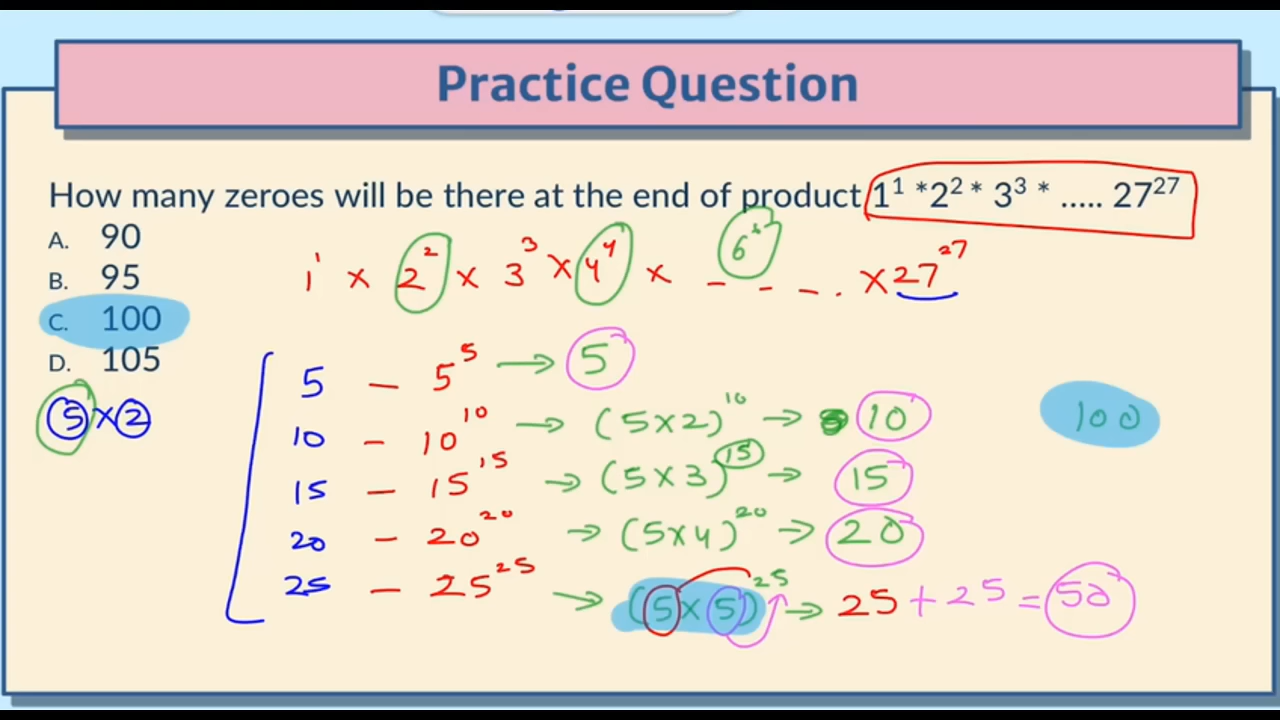 Practice Question
How many zeroes will be there at the end of product 1¹ *2² * 3³ * ..... 27²⁷
A. 90
B. 95
C. 100
D. 105
1¹ × 2² × 3³ × 4⁴ × - - 6⁶ - . × 27²⁷
5 × 2
5 – 5⁵ → 5
10 – 10¹⁰ → (5×2)¹⁰ → 10
15 – 15¹⁵ → (5×3)¹⁵ → 15
20 – 20²⁰ → (5×4)²⁰ → 20
25 – 25²⁵ → (5×5)²⁵ → 25 + 25 = 50
100